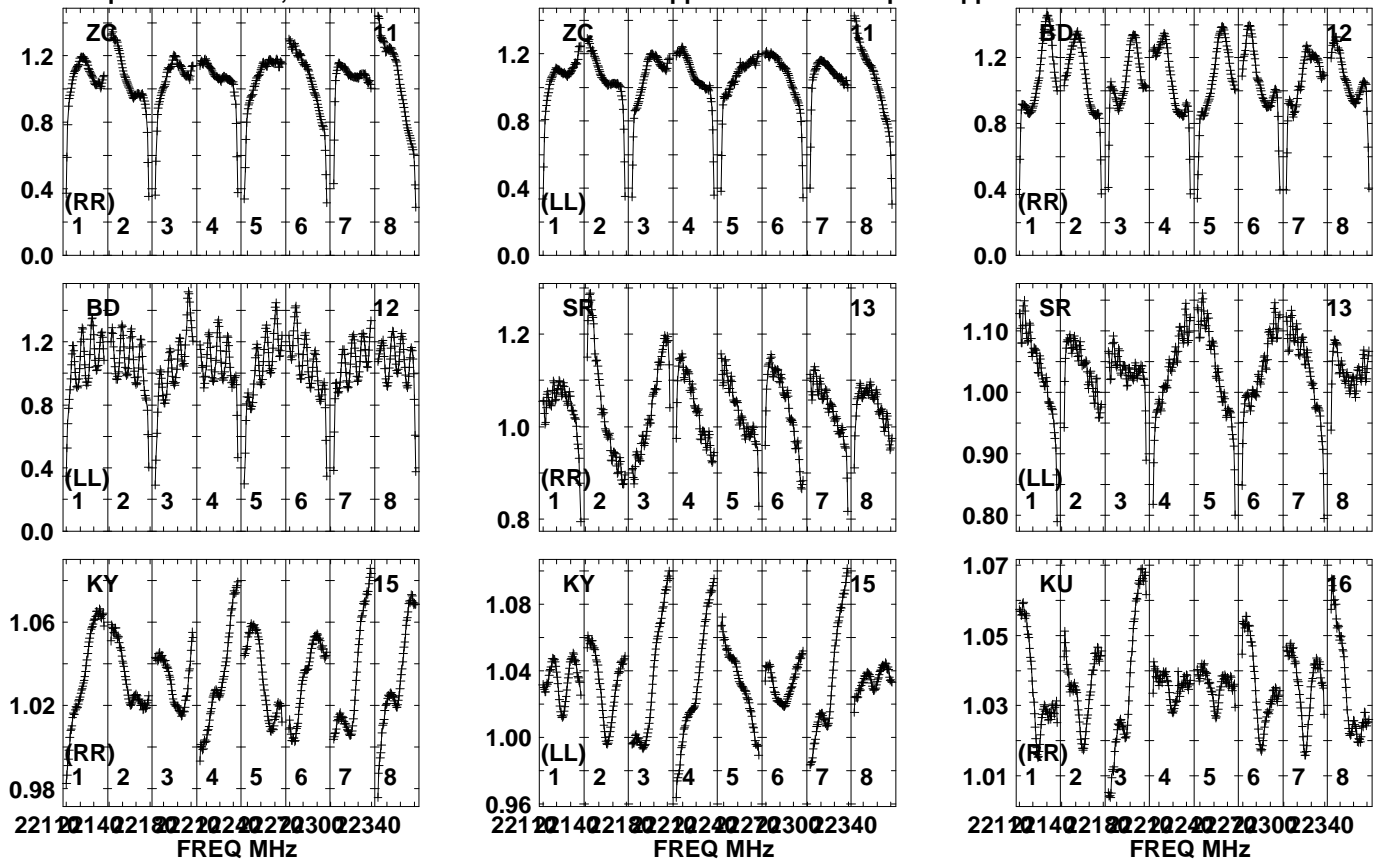 ZC 11
1.2
0.8
0.4
(RR)
1 2 3 4 5 6 7 8
0.0
ZC 11
1.2
0.8
0.4
(LL)
1 2 3 4 5 6 7 8
0.0
BD 12
1.2
0.8
0.4
(RR)
1 2 3 4 5 6 7 8
0.0
BD 12
1.2
0.8
0.4
(LL)
1 2 3 4 5 6 7 8
0.0
SR 13
1.2
1.0
(RR)
1 2 3 4 5 6 7 8
0.8
SR 13
1.10
1.00
0.90
(LL)
1 2 3 4 5 6 7 8
0.80
KY 15
1.06
1.02
(RR)
1 2 3 4 5 6 7 8
0.98
FREQ MHz
KY 15
1.08
1.04
1.00
(LL)
1 2 3 4 5 6 7 8
0.96
FREQ MHz
KU 16
1.07
1.05
1.03
(RR)
1 2 3 4 5 6 7 8
1.01
FREQ MHz